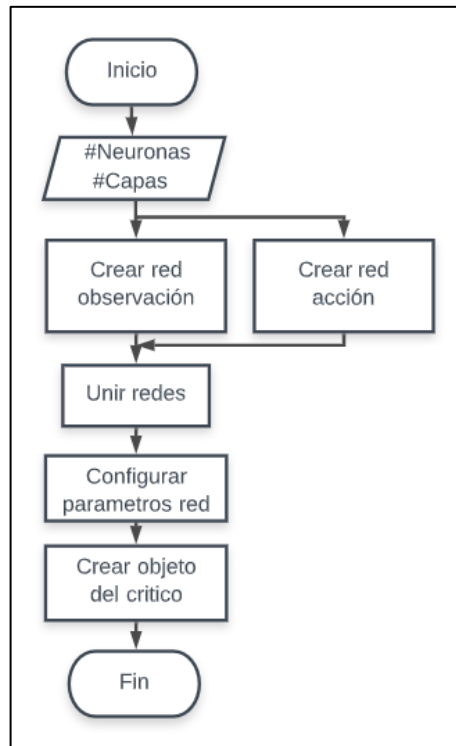 Inicio
#Neuronas
#Capas
Crear red
observación
Crear red
acción
Unir redes
Configurar
parametros red
Crear objeto
del critico
Fin